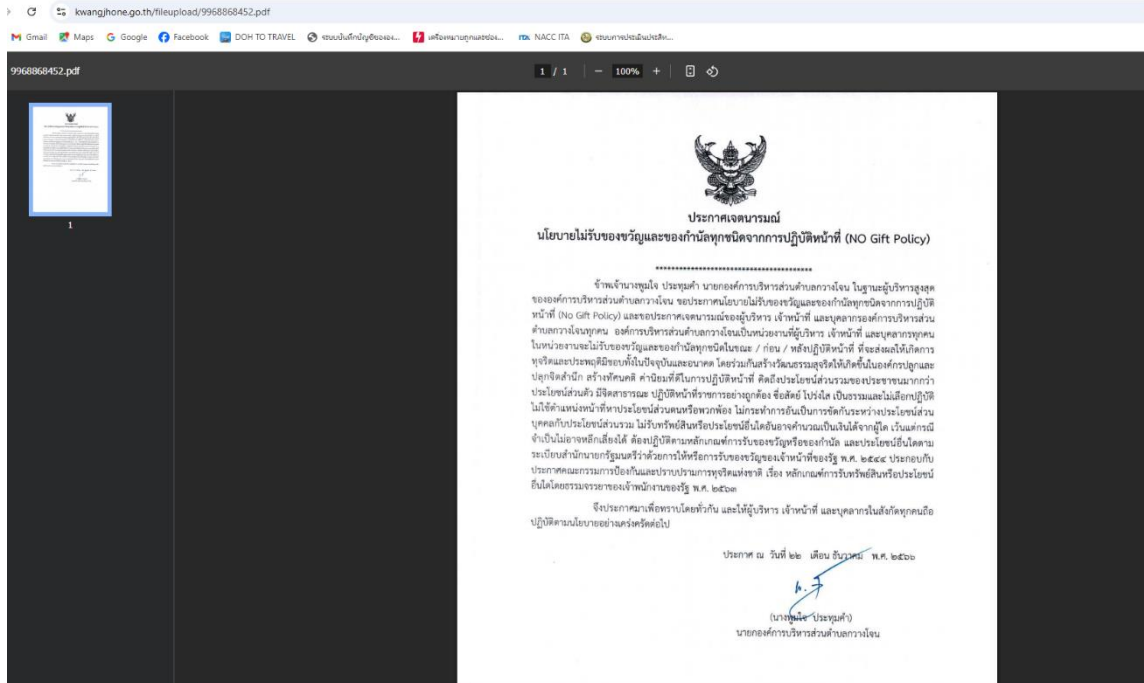 kwangjhone.go.th/fileupload/9968868452.pdf
Gmail Maps Google Facebook DOH TO TRAVEL ระบบบันทึกบัญชีขององ... เครื่องหมายถูกและช่อง... NACC ITA ระบบการประเมินประสิท...
9968868452.pdf 1 / 1 − 100% +
1
ประกาศเจตนารมณ์
นโยบายไม่รับของขวัญและของกำนัลทุกชนิดจากการปฏิบัติหน้าที่ (NO Gift Policy)
****************************************
ข้าพเจ้านางพูมใจ ประทุมคำ นายกองค์การบริหารส่วนตำบลกวางโจน ในฐานะผู้บริหารสูงสุด
ขององค์การบริหารส่วนตำบลกวางโจน ขอประกาศนโยบายไม่รับของขวัญและของกำนัลทุกชนิดจากการปฏิบัติ
หน้าที่ (No Gift Policy) และขอประกาศเจตนารมณ์ของผู้บริหาร เจ้าหน้าที่ และบุคลากรองค์การบริหารส่วน
ตำบลกวางโจนทุกคน องค์การบริหารส่วนตำบลกวางโจนเป็นหน่วยงานที่ผู้บริหาร เจ้าหน้าที่ และบุคลากรทุกคน
ในหน่วยงานจะไม่รับของขวัญและของกำนัลทุกชนิดในขณะ / ก่อน / หลังปฏิบัติหน้าที่ ที่จะส่งผลให้เกิดการ
ทุจริตและประพฤติมิชอบทั้งในปัจจุบันและอนาคต โดยร่วมกันสร้างวัฒนธรรมสุจริตให้เกิดขึ้นในองค์กรปลูกและ
ปลุกจิตสำนึก สร้างทัศนคติ ค่านิยมที่ดีในการปฏิบัติหน้าที่ คิดถึงประโยชน์ส่วนรวมของประชาชนมากกว่า
ประโยชน์ส่วนตัว มีจิตสาธารณะ ปฏิบัติหน้าที่ราชการอย่างถูกต้อง ซื่อสัตย์ โปร่งใส เป็นธรรมและไม่เลือกปฏิบัติ
ไม่ใช้ตำแหน่งหน้าที่หาประโยชน์ส่วนตนหรือพวกพ้อง ไม่กระทำการอันเป็นการขัดกันระหว่างประโยชน์ส่วน
บุคคลกับประโยชน์ส่วนรวม ไม่รับทรัพย์สินหรือประโยชน์อื่นใดอันอาจคำนวณเป็นเงินได้จากผู้ใด เว้นแต่กรณี
จำเป็นไม่อาจหลีกเลี่ยงได้ ต้องปฏิบัติตามหลักเกณฑ์การรับของขวัญหรือของกำนัล และประโยชน์อื่นใดตาม
ระเบียบสำนักนายกรัฐมนตรีว่าด้วยการให้หรือการรับของขวัญของเจ้าหน้าที่ของรัฐ พ.ศ. ๒๕๔๔ ประกอบกับ
ประกาศคณะกรรมการป้องกันและปราบปรามการทุจริตแห่งชาติ เรื่อง หลักเกณฑ์การรับทรัพย์สินหรือประโยชน์
อื่นใดโดยธรรมจรรยาของเจ้าพนักงานของรัฐ พ.ศ. ๒๕๖๓
จึงประกาศมาเพื่อทราบโดยทั่วกัน และให้ผู้บริหาร เจ้าหน้าที่ และบุคลากรในสังกัดทุกคนถือ
ปฏิบัติตามนโยบายอย่างเคร่งครัดต่อไป
ประกาศ ณ วันที่ ๒๒ เดือน ธันวาคม พ.ศ. ๒๕๖๖
(นางพูมใจ ประทุมคำ)
นายกองค์การบริหารส่วนตำบลกวางโจน